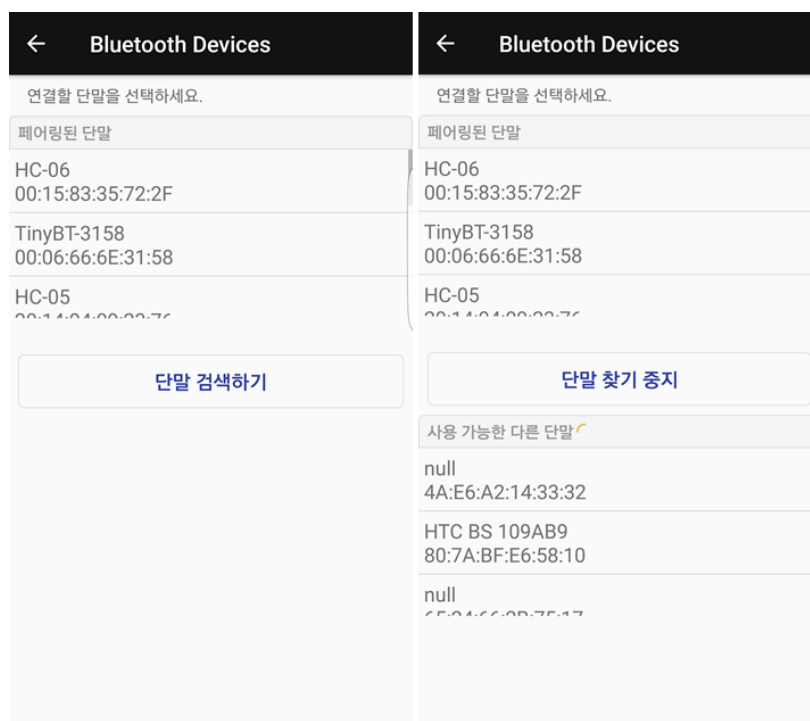 Bluetooth Devices
연결할 단말을 선택하세요.
페어링된 단말
HC-06
00:15:83:35:72:2F
TinyBT-3158
00:06:66:6E:31:58
HC-05
단말 검색하기
Bluetooth Devices
연결할 단말을 선택하세요.
페어링된 단말
HC-06
00:15:83:35:72:2F
TinyBT-3158
00:06:66:6E:31:58
HC-05
단말 찾기 중지
사용 가능한 다른 단말
null
4A:E6:A2:14:33:32
HTC BS 109AB9
80:7A:BF:E6:58:10
null